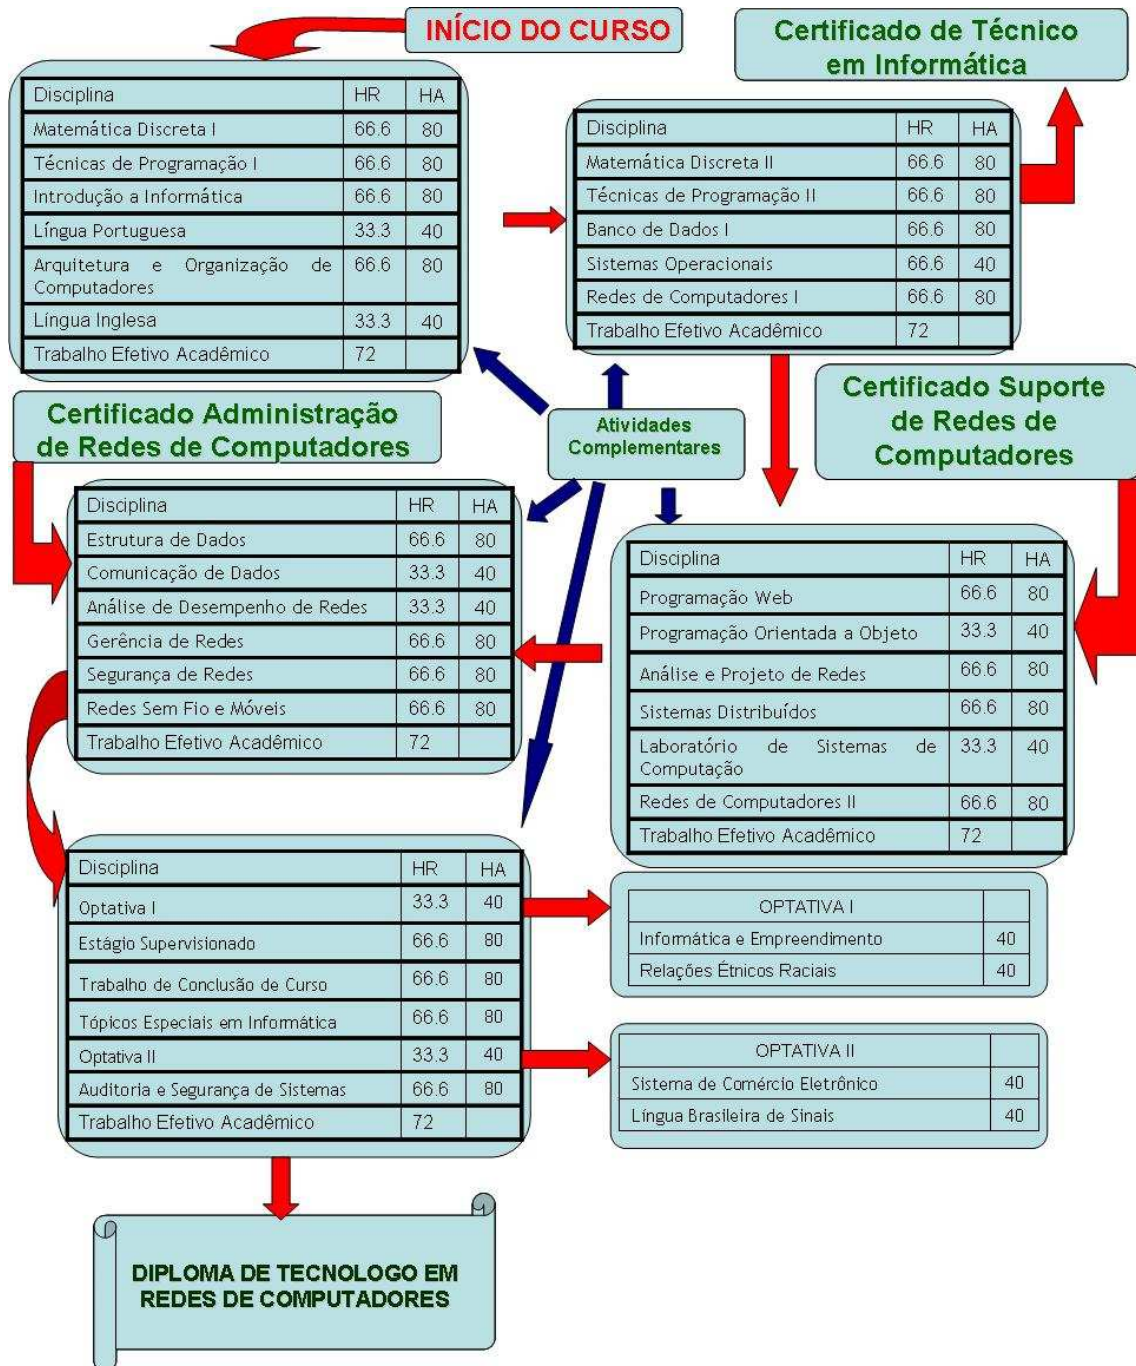 INÍCIO DO CURSO
Certificado de Técnico
em Informática
Disciplina HR HA
Matemática Discreta I 66.6 80
Técnicas de Programação I 66.6 80
Introdução a Informática 66.6 80
Língua Portuguesa 33.3 40
Arquitetura e Organização de 66.6 80
Computadores
Língua Inglesa 33.3 40
Trabalho Efetivo Acadêmico 72
Disciplina HR HA
Matemática Discreta II 66.6 80
Técnicas de Programação II 66.6 80
Banco de Dados I 66.6 80
Sistemas Operacionais 66.6 40
Redes de Computadores I 66.6 80
Trabalho Efetivo Acadêmico 72
Certificado Administração
de Redes de Computadores
Atividades
Complementares
Certificado Suporte
de Redes de
Computadores
Disciplina HR HA
Estrutura de Dados 66.6 80
Comunicação de Dados 33.3 40
Análise de Desempenho de Redes 33.3 40
Gerência de Redes 66.6 80
Segurança de Redes 66.6 80
Redes Sem Fio e Móveis 66.6 80
Trabalho Efetivo Acadêmico 72
Disciplina HR HA
Programação Web 66.6 80
Programação Orientada a Objeto 33.3 40
Análise e Projeto de Redes 66.6 80
Sistemas Distribuídos 66.6 80
Laboratório de Sistemas de 33.3 40
Computação
Redes de Computadores II 66.6 80
Trabalho Efetivo Acadêmico 72
Disciplina HR HA
Optativa I 33.3 40
Estágio Supervisionado 66.6 80
Trabalho de Conclusão de Curso 66.6 80
Tópicos Especiais em Informática 66.6 80
Optativa II 33.3 40
Auditoria e Segurança de Sistemas 66.6 80
Trabalho Efetivo Acadêmico 72
OPTATIVA I
Informática e Empreendimento 40
Relações Étnicos Raciais 40
OPTATIVA II
Sistema de Comércio Eletrônico 40
Língua Brasileira de Sinais 40
DIPLOMA DE TECNOLOGO EM
REDES DE COMPUTADORES